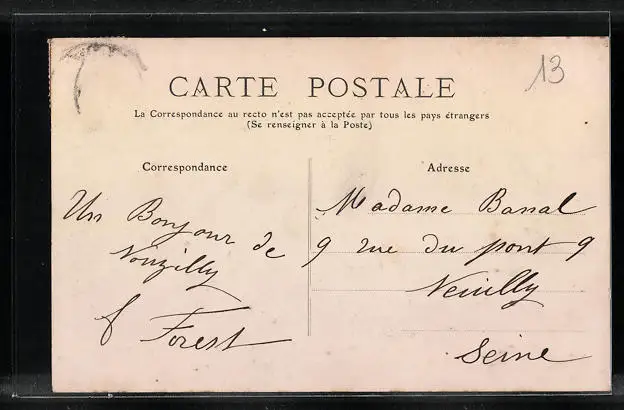 13
CARTE POSTALE
La Correspondance au recto n'est pas acceptée par tous les pays étrangers
(Se renseigner à la Poste)
Correspondance
Adresse
Un Bonjour de
Nouzilly
Forest
Madame Banal
9 rue du pont 9
Neuilly
Seine